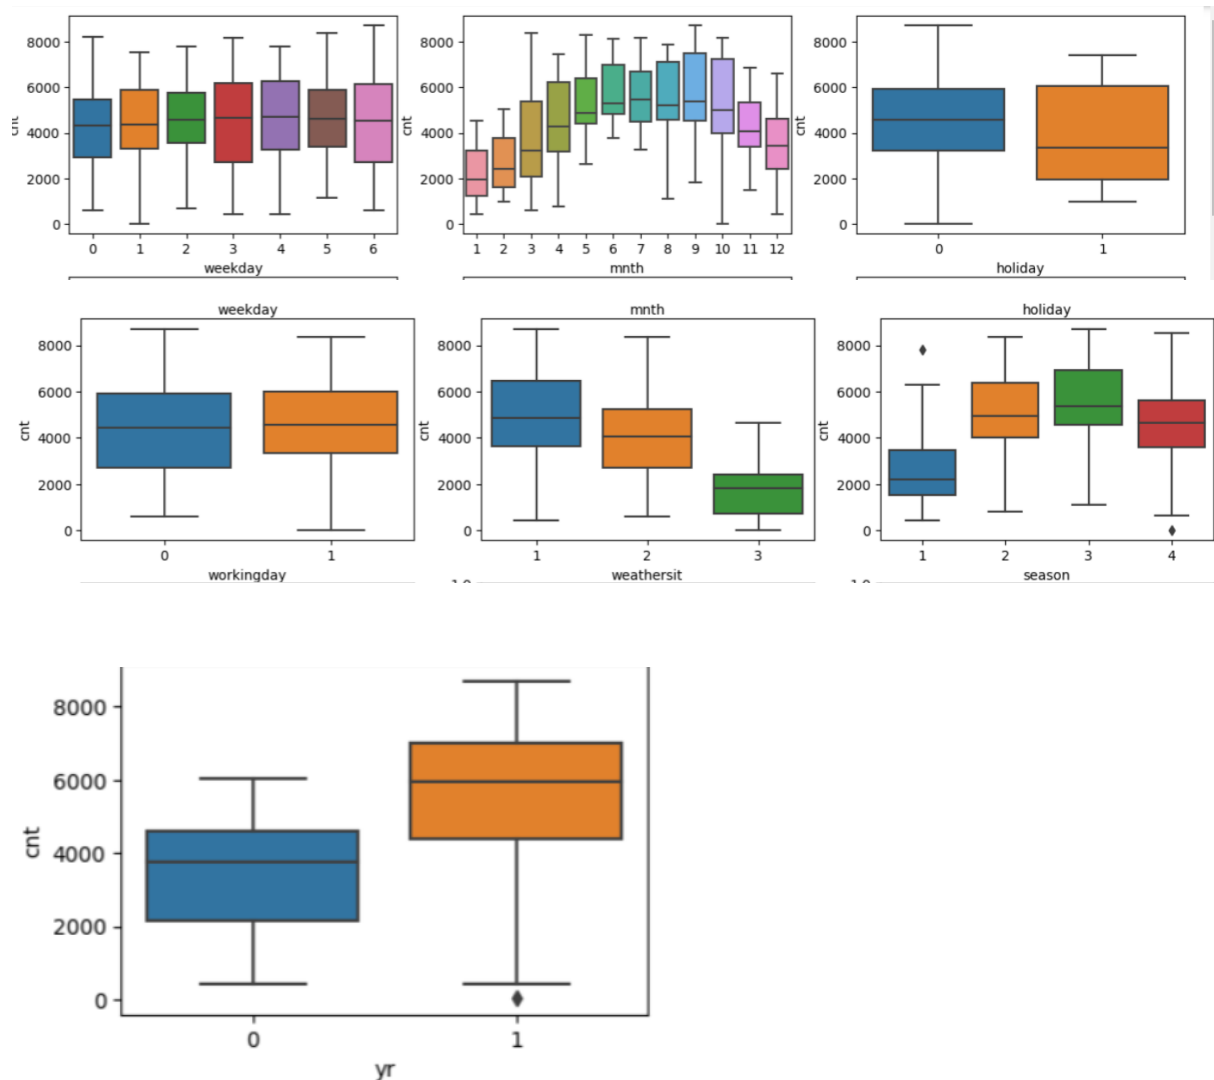 8000 8000 8000
6000 6000 6000
cnt 4000 cnt 4000 cnt 4000
2000 2000 2000
0 0 0
0 1 2 3 4 5 6 1 2 3 4 5 6 7 8 9 10 11 12 0 1
weekday mnth holiday
weekday mnth holiday
8000 8000 8000
6000 6000 6000
cnt 4000 cnt 4000 cnt 4000
2000 2000 2000
0 0 0
0 1 1 2 3 1 2 3 4
workingday weathersit season
1.0 1.0
8000
6000
cnt 4000
2000
0
0 1
yr